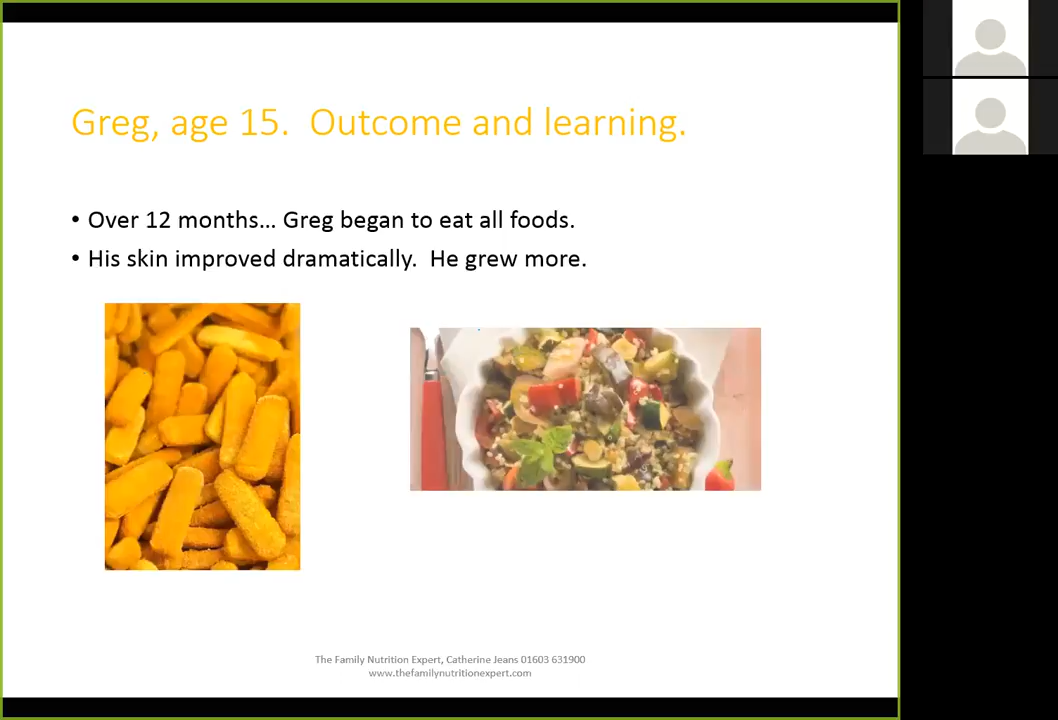 Greg, age 15.  Outcome and learning.
• Over 12 months... Greg began to eat all foods.
• His skin improved dramatically.  He grew more.
The Family Nutrition Expert, Catherine Jeans 01603 631900
www.thefamilynutritionexpert.com